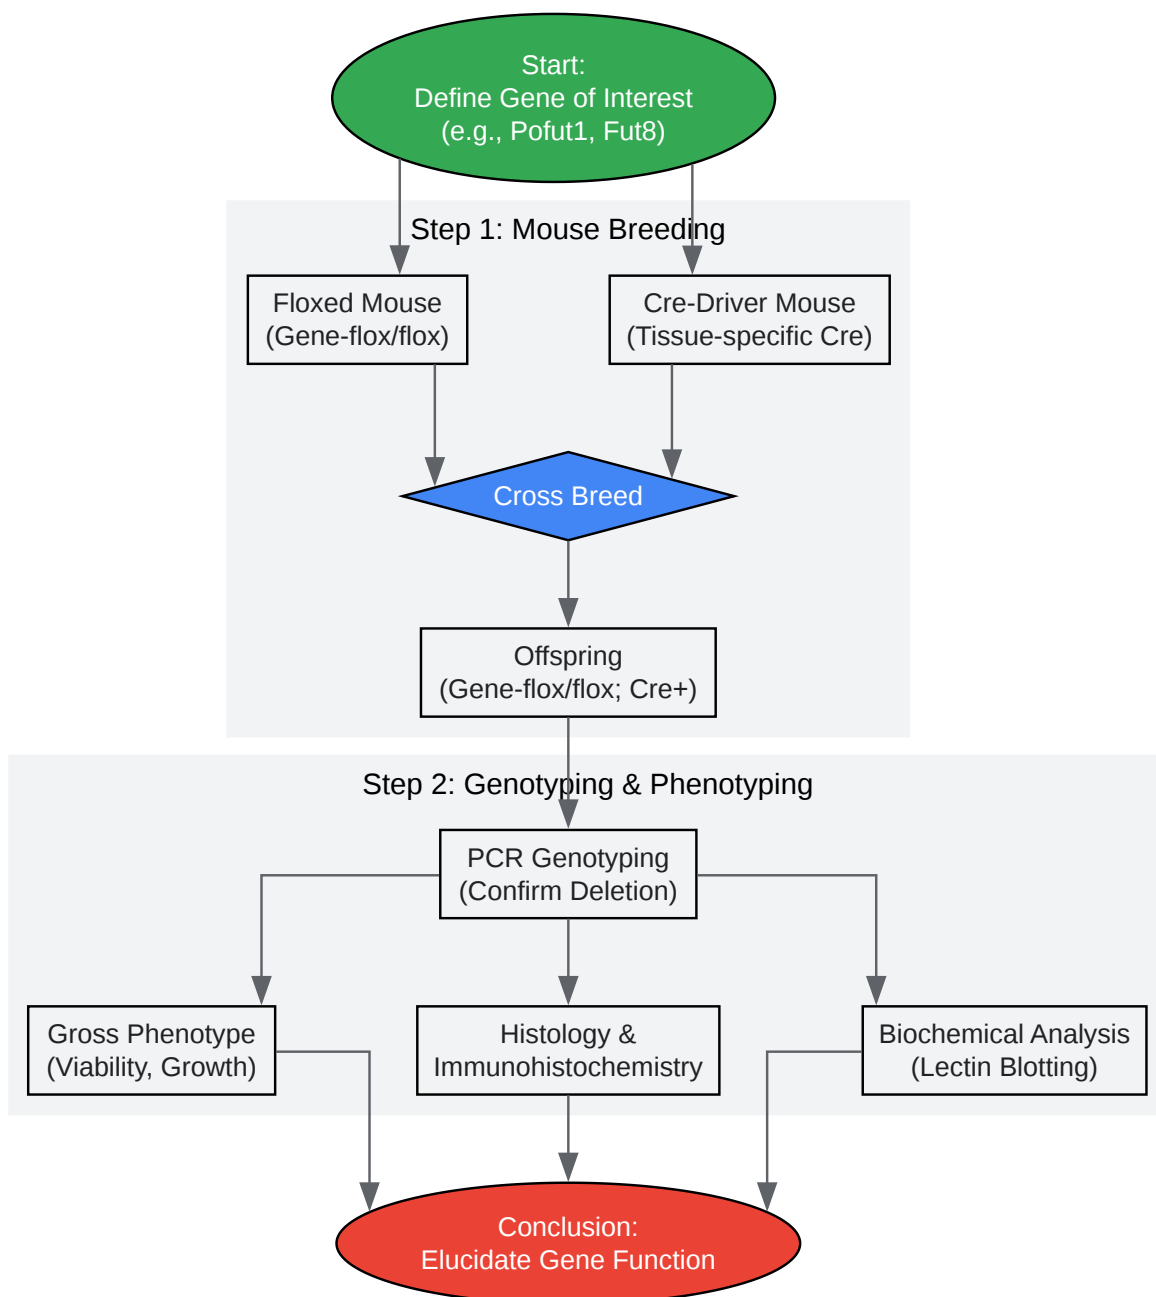 Start:
Define Gene of Interest
(e.g., Pofut1, Fut8)
Step 1: Mouse Breeding
Floxed Mouse
(Gene-flox/flox)
Cre-Driver Mouse
(Tissue-specific Cre)
Cross Breed
Offspring
(Gene-flox/flox; Cre+)
Step 2: Genotyping & Phenotyping
PCR Genotyping
(Confirm Deletion)
Gross Phenotype
(Viability, Growth)
Histology &
Immunohistochemistry
Biochemical Analysis
(Lectin Blotting)
Conclusion:
Elucidate Gene Function